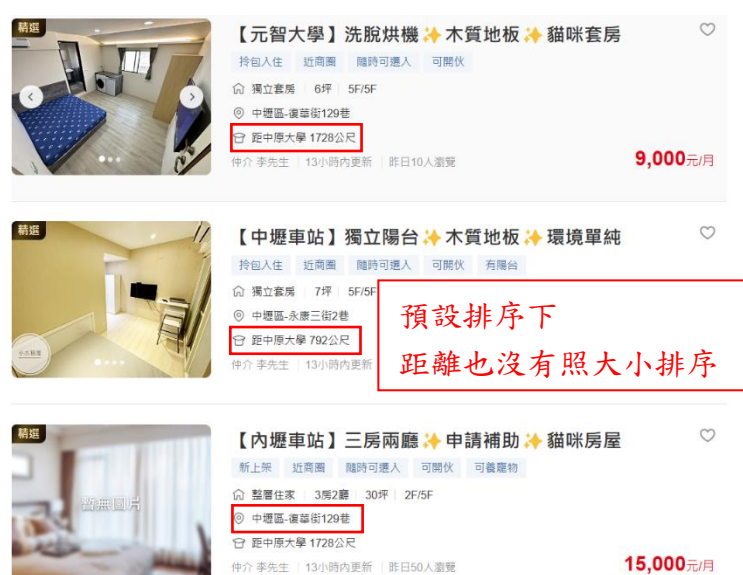 精選
【元智大學】洗脫烘機✨木質地板✨貓咪套房
拎包入住 近商圈 隨時可遷入 可開伙
獨立套房 6坪 5F/5F
中壢區-復華街129巷
距中原大學 1728公尺
仲介 李先生 13小時內更新 昨日10人瀏覽
9,000元/月
精選
【中壢車站】獨立陽台✨木質地板✨環境單純
拎包入住 近商圈 隨時可遷入 可開伙 有陽台
獨立套房 7坪 5F/5F
中壢區-永康三街2巷
距中原大學 792公尺
仲介 李先生 13小時內更新
預設排序下
距離也沒有照大小排序
精選
【內壢車站】三房兩廳✨申請補助✨貓咪房屋
新上架 近商圈 隨時可遷入 可開伙 可養寵物
暫無圖片
整層住家 3房2廳 30坪 2F/5F
中壢區-復華街129巷
距中原大學 1728公尺
仲介 李先生 13小時內更新 昨日50人瀏覽
15,000元/月